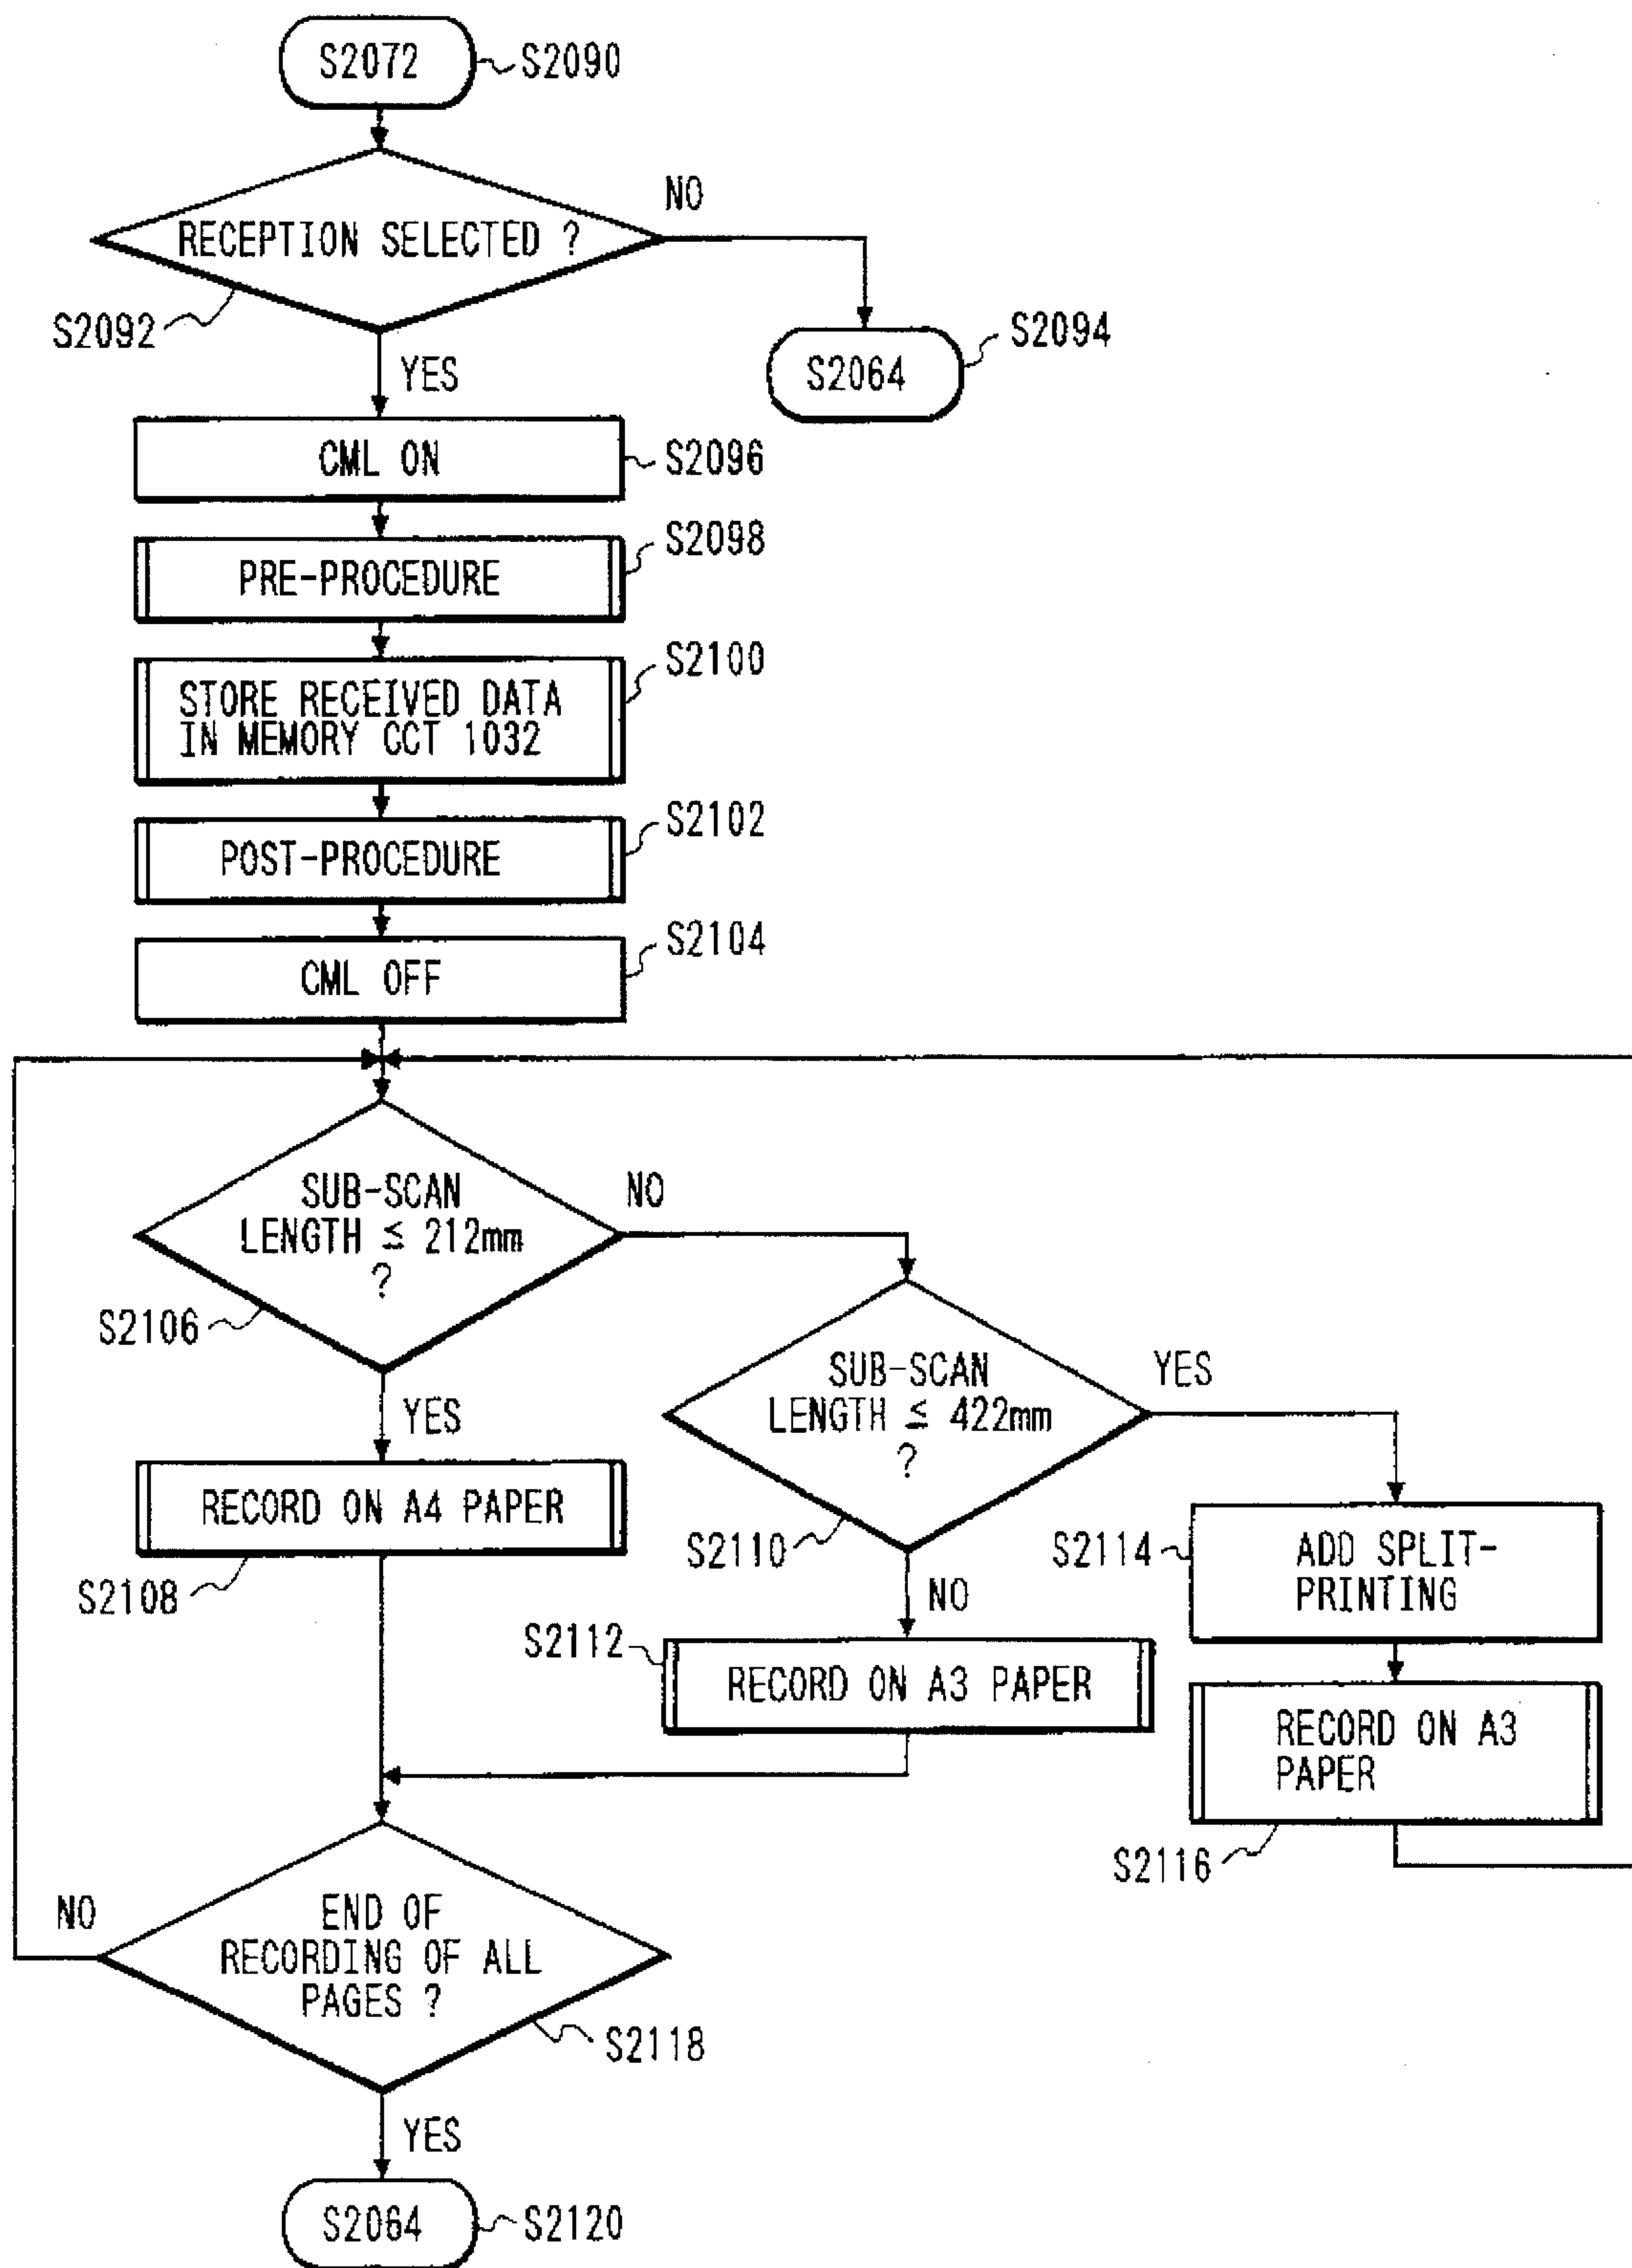 S2072
S2090
RECEPTION SELECTED ?
NO
S2092
YES
S2064
S2094
CML ON
S2096
PRE-PROCEDURE
S2098
STORE RECEIVED DATA
IN MEMORY CCT 1032
S2100
POST-PROCEDURE
S2102
CML OFF
S2104
SUB-SCAN
LENGTH ≦ 212mm
?
NO
S2106
YES
SUB-SCAN
LENGTH ≦ 422mm
?
YES
S2110
NO
RECORD ON A4 PAPER
S2108
S2112
RECORD ON A3 PAPER
S2114
ADD SPLIT-
PRINTING
RECORD ON A3
PAPER
S2116
END OF
RECORDING OF ALL
PAGES ?
NO
S2118
YES
S2064
S2120